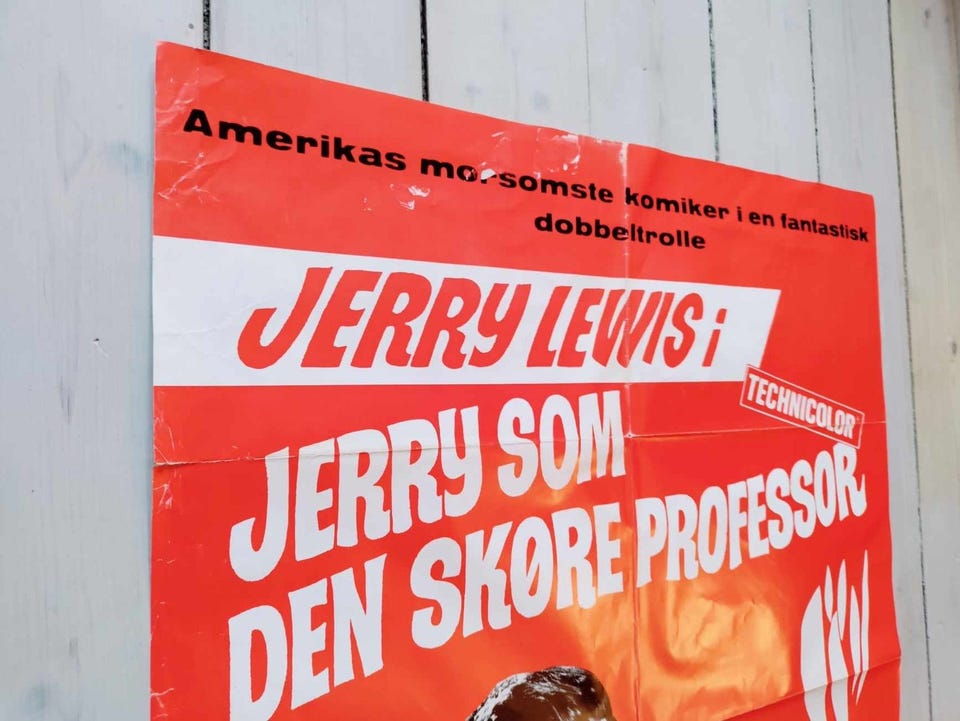 Amerikas morsomste komiker i en fantastisk
dobbeltrolle
JERRY LEWIS i
TECHNICOLOR
JERRY SOM
DEN SKØRE PROFESSOR